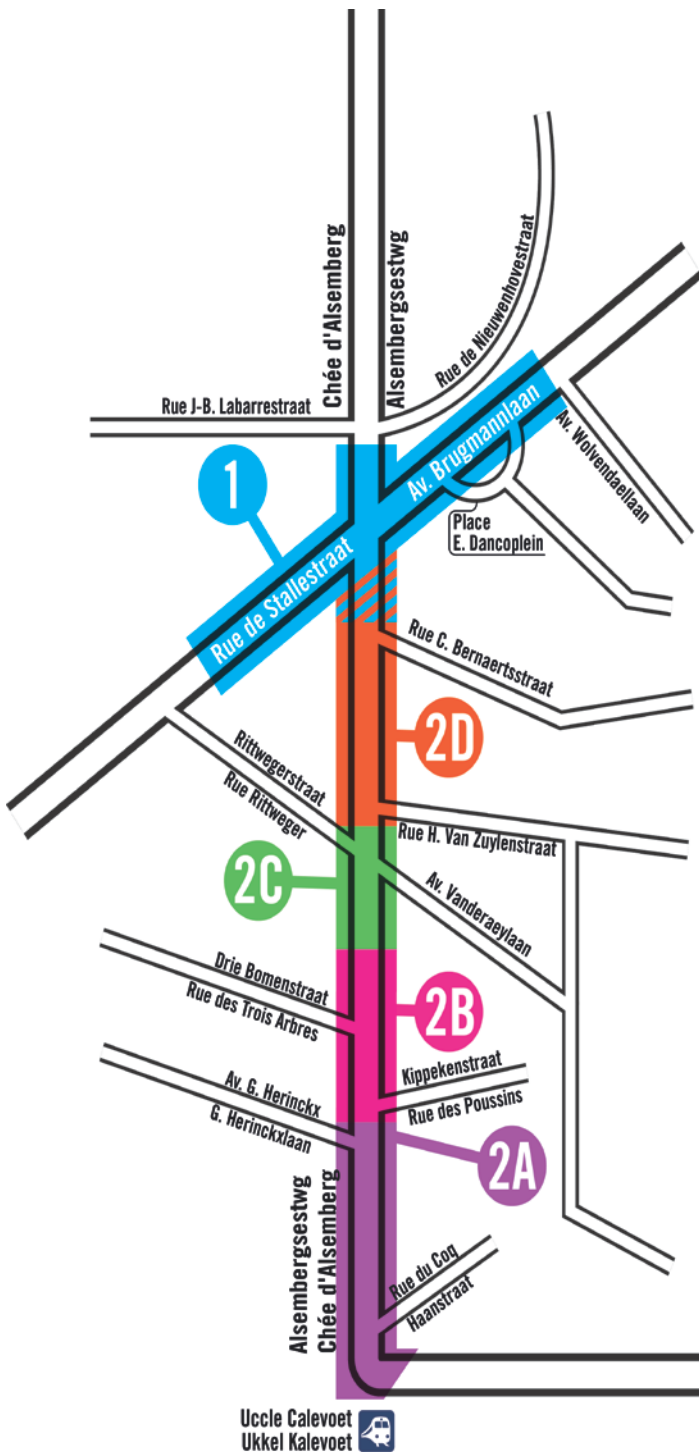 Chée d'Alsemberg
Alsembergsestwg
Rue de Nieuwenhovestraat
Rue J-B. Labarrestraat
Av. Brugmannlaan
Av. Wolvendaellaan
1
Place
E. Dancoplein
Rue de Stallestraat
Rue C. Bernaertsstraat
2D
Rittwegerstraat
Rue Rittweger
Rue H. Van Zuylenstraat
2C
Av. Vanderaeylaan
Drie Bomenstraat
Rue des Trois Arbres
2B
Kippekenstraat
Rue des Poussins
Av. G. Herinckx
G. Herinckxlaan
2A
Alsembergsestwg
Chée d'Alsemberg
Rue du Coq
Haanstraat
Uccle Calevoet
Ukkel Kalevoet